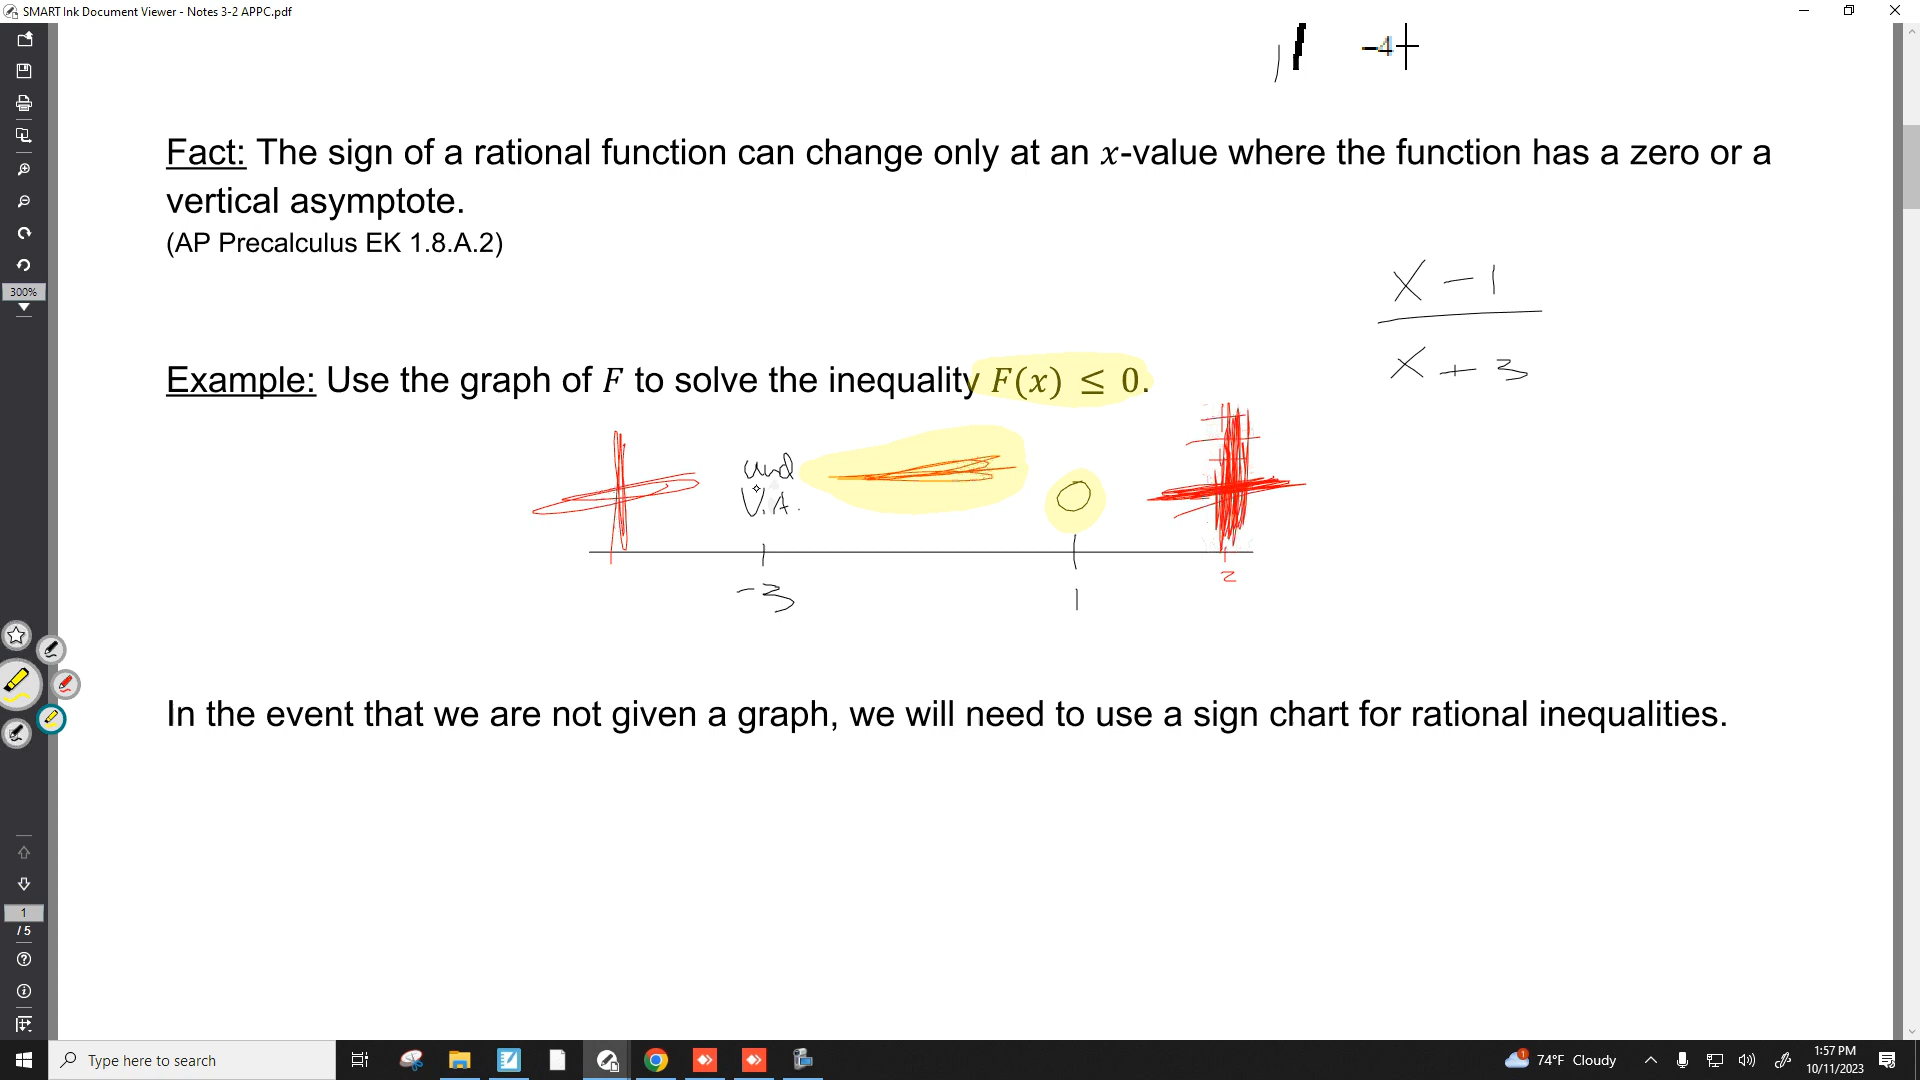 SMART Ink Document Viewer - Notes 3-2 APPC.pdf
-4
Fact: The sign of a rational function can change only at an x-value where the function has a zero or a
vertical asymptote.
(AP Precalculus EK 1.8.A.2)
x - 1
x + 3
Example: Use the graph of F to solve the inequality F(x) ≤ 0.
und
V.A.
0
-3
1
2
In the event that we are not given a graph, we will need to use a sign chart for rational inequalities.
300%
1
/ 5
Type here to search
1
74°F Cloudy
1:57 PM
10/11/2023